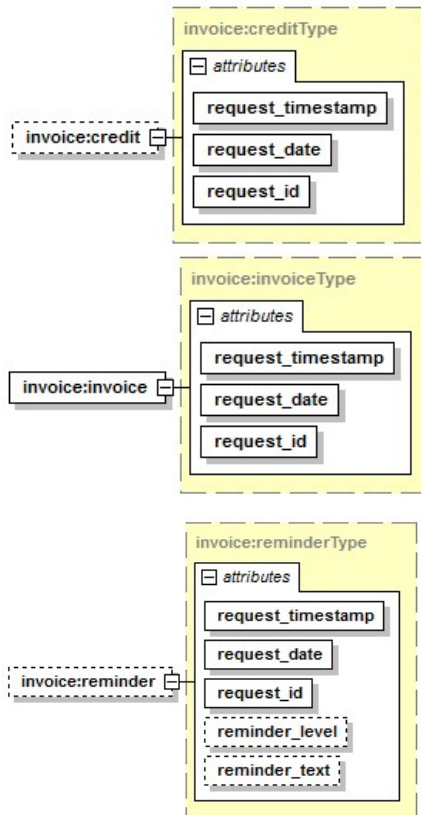 invoice:creditType
attributes
request_timestamp
invoice:credit
request_date
request_id
invoice:invoiceType
attributes
request_timestamp
invoice:invoice
request_date
request_id
invoice:reminderType
attributes
request_timestamp
request_date
invoice:reminder
request_id
reminder_level
reminder_text